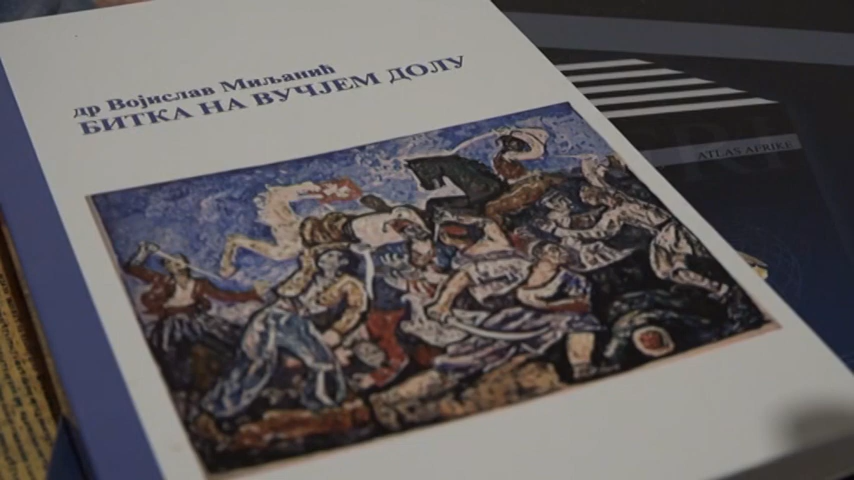 др Војислав Миљанић
БИТКА НА ВУЧЈЕМ ДОЛУ
ATLAS AFRIKE